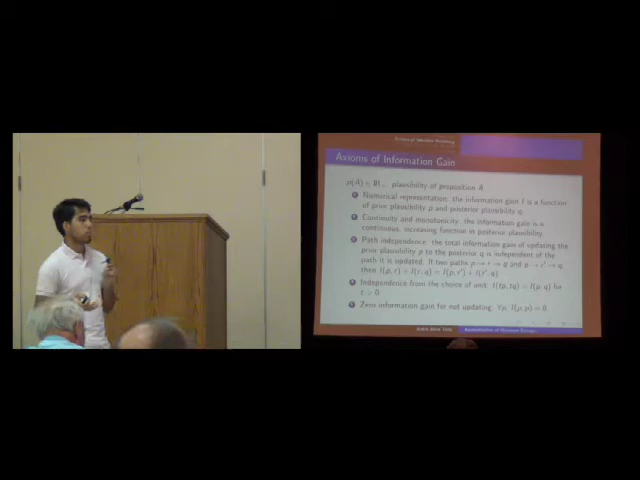 Axioms of Information Gain
plausibility of proposition A
Numerical representation: the information gain I is a function
of prior plausibility p and posterior plausibility q.
Continuity and monotonicity: the information gain is a
continuous, increasing function in posterior plausibility.
Path independence: the total information gain of updating the
prior plausibility p to the posterior q is independent of the
path it is updated. If two paths p → r → q and p → r′ → q,
then I(p, r) + I(r, q) = I(p, r′) + I(r′, q)
Independence from the choice of unit: I(tp, tq) = I(p, q) for
t > 0.
Zero information gain for not updating: ∀p, I(p, p) = 0.